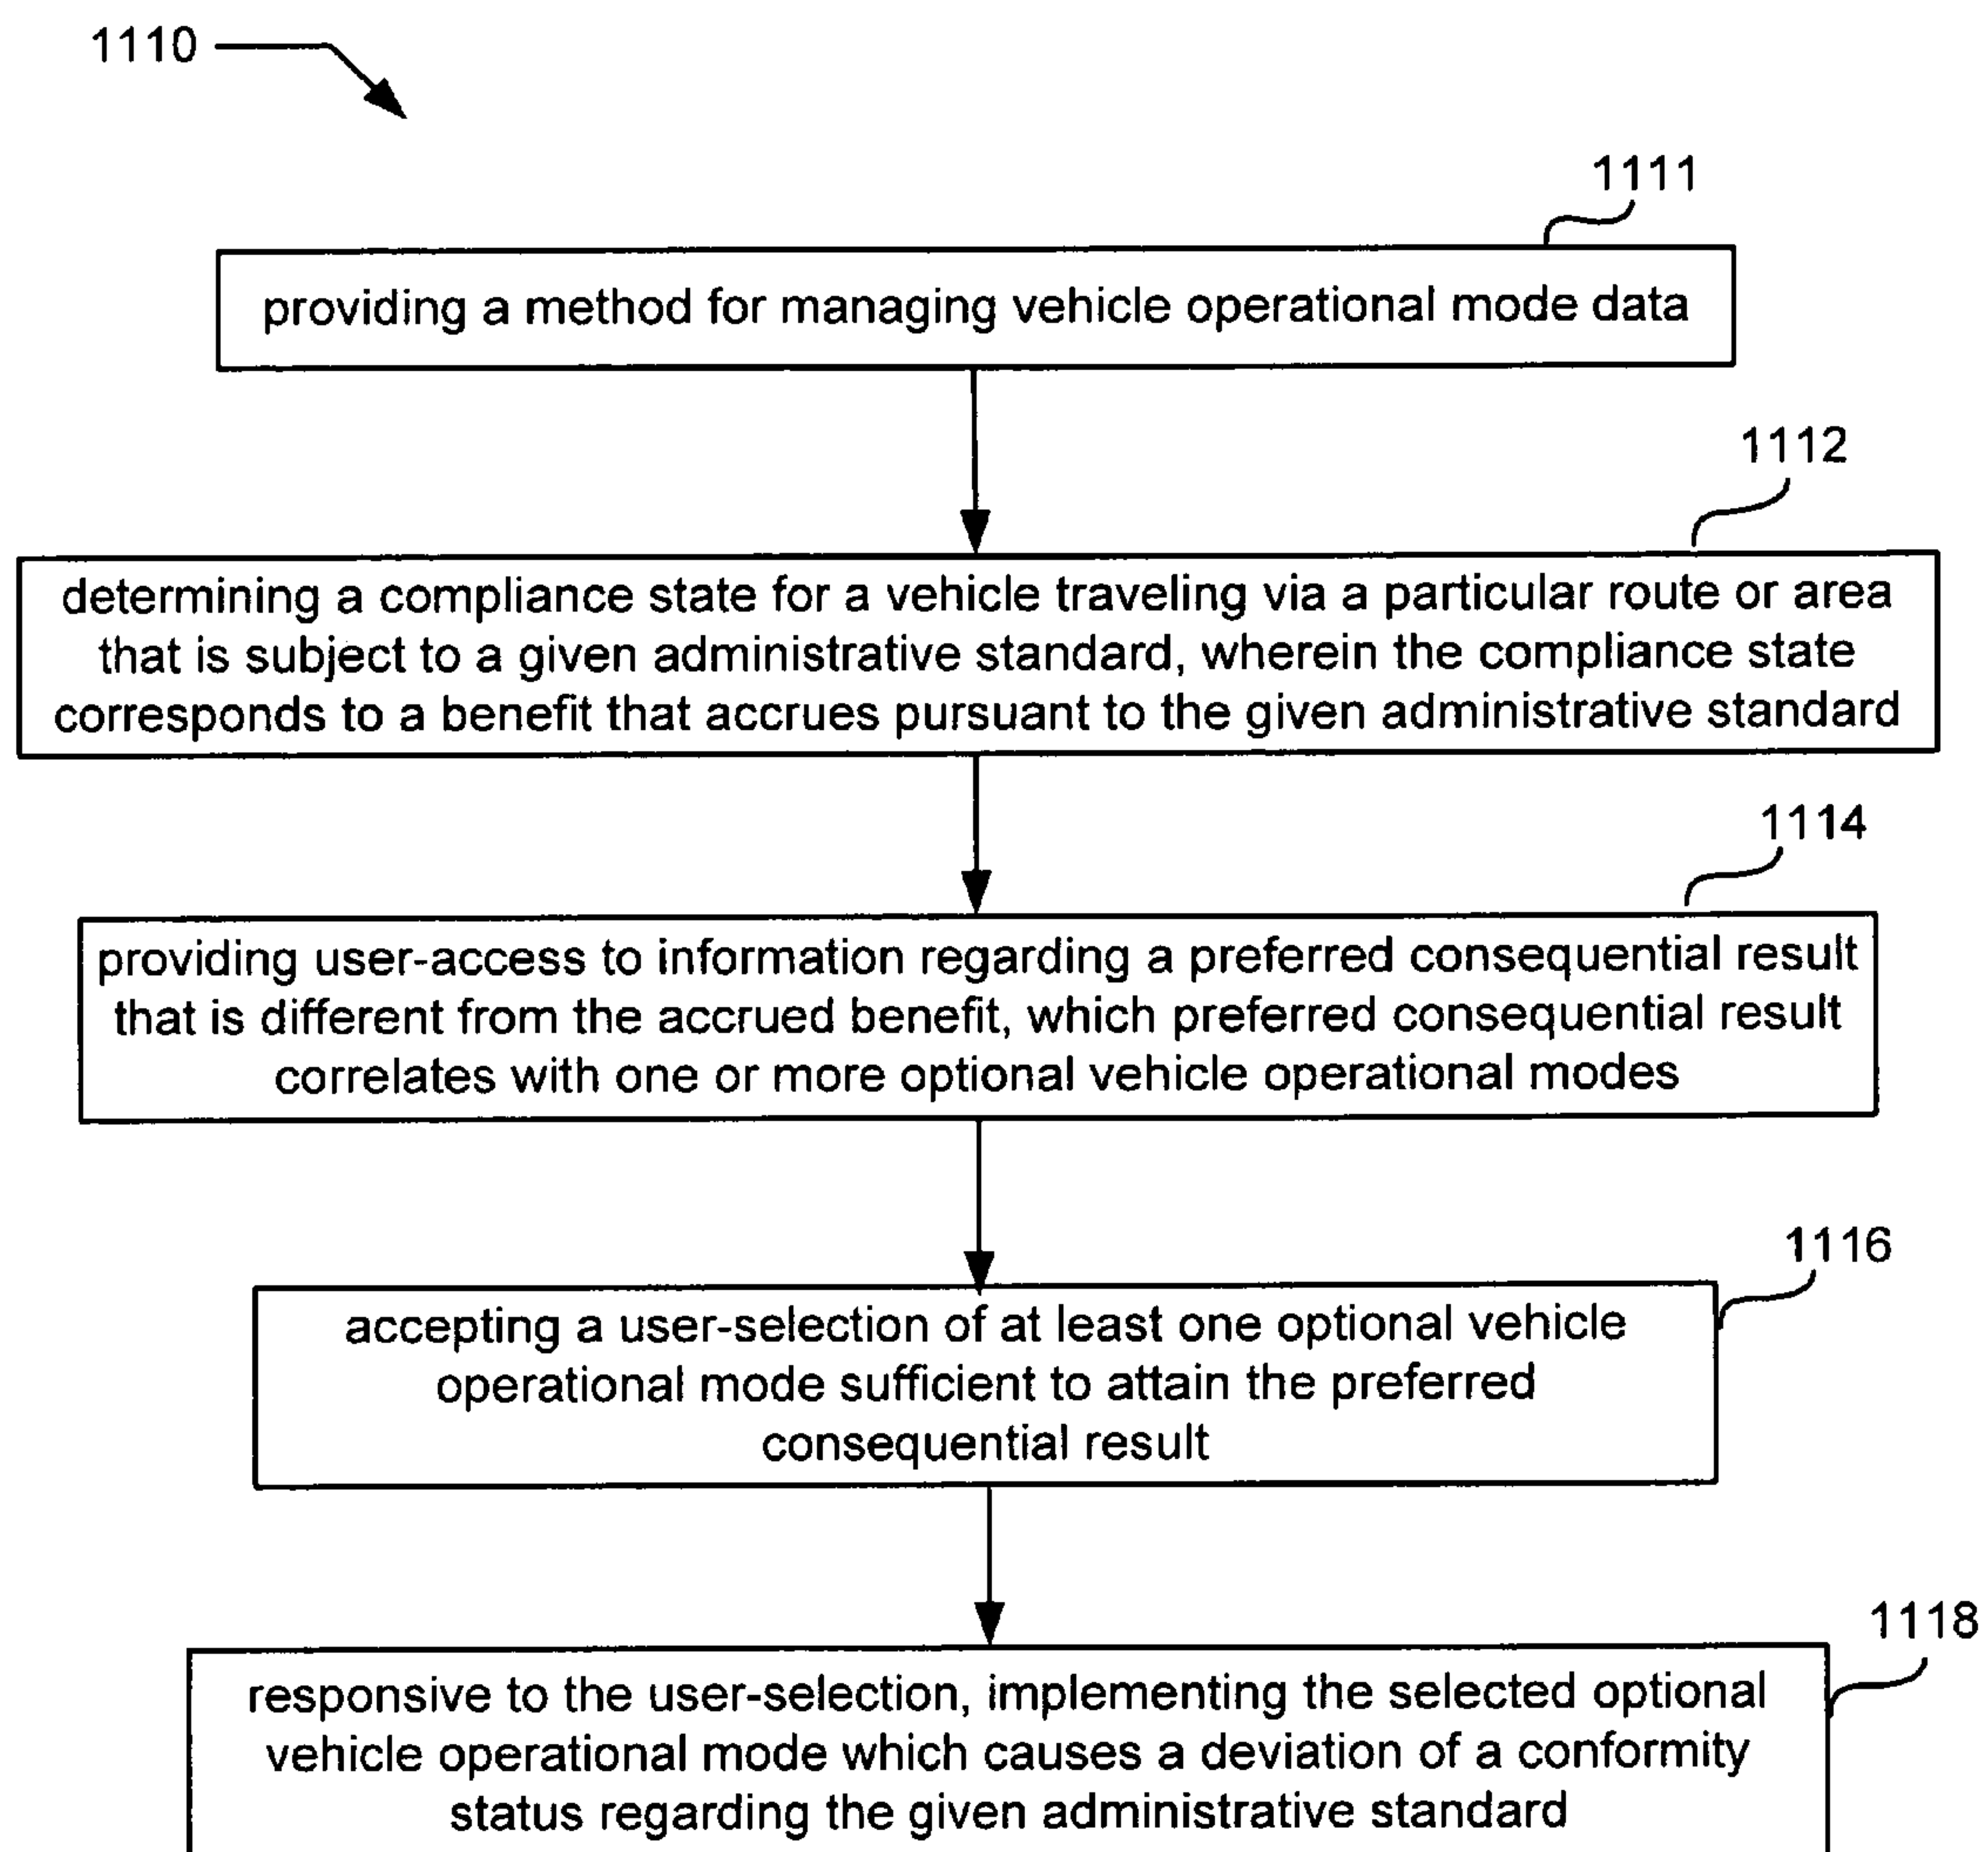 1110
1111
providing a method for managing vehicle operational mode data
1112
determining a compliance state for a vehicle traveling via a particular route or area
that is subject to a given administrative standard, wherein the compliance state
corresponds to a benefit that accrues pursuant to the given administrative standard
1114
providing user-access to information regarding a preferred consequential result
that is different from the accrued benefit, which preferred consequential result
correlates with one or more optional vehicle operational modes
1116
accepting a user-selection of at least one optional vehicle
operational mode sufficient to attain the preferred
consequential result
1118
responsive to the user-selection, implementing the selected optional
vehicle operational mode which causes a deviation of a conformity
status regarding the given administrative standard